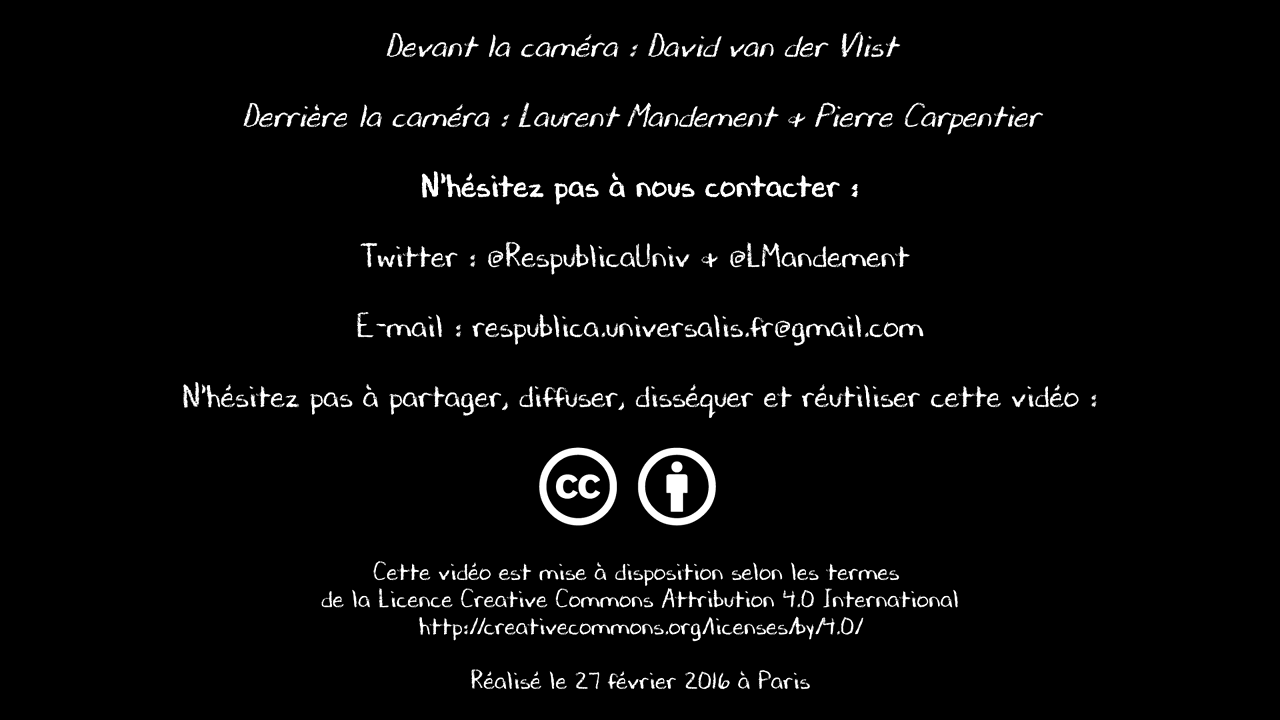 Devant la caméra : David van der Vlist
Derrière la caméra : Laurent Mandement & Pierre Carpentier
N'hésitez pas à nous contacter :
Twitter : @RespublicaUniv & @LMandement
E-mail : respublica.universalis.fr@gmail.com
N'hésitez pas à partager, diffuser, disséquer et réutiliser cette vidéo :
cc
Cette vidéo est mise à disposition selon les termes
de la Licence Creative Commons Attribution 4.0 International
http://creativecommons.org/licenses/by/4.0/
Réalisé le 27 février 2016 à Paris